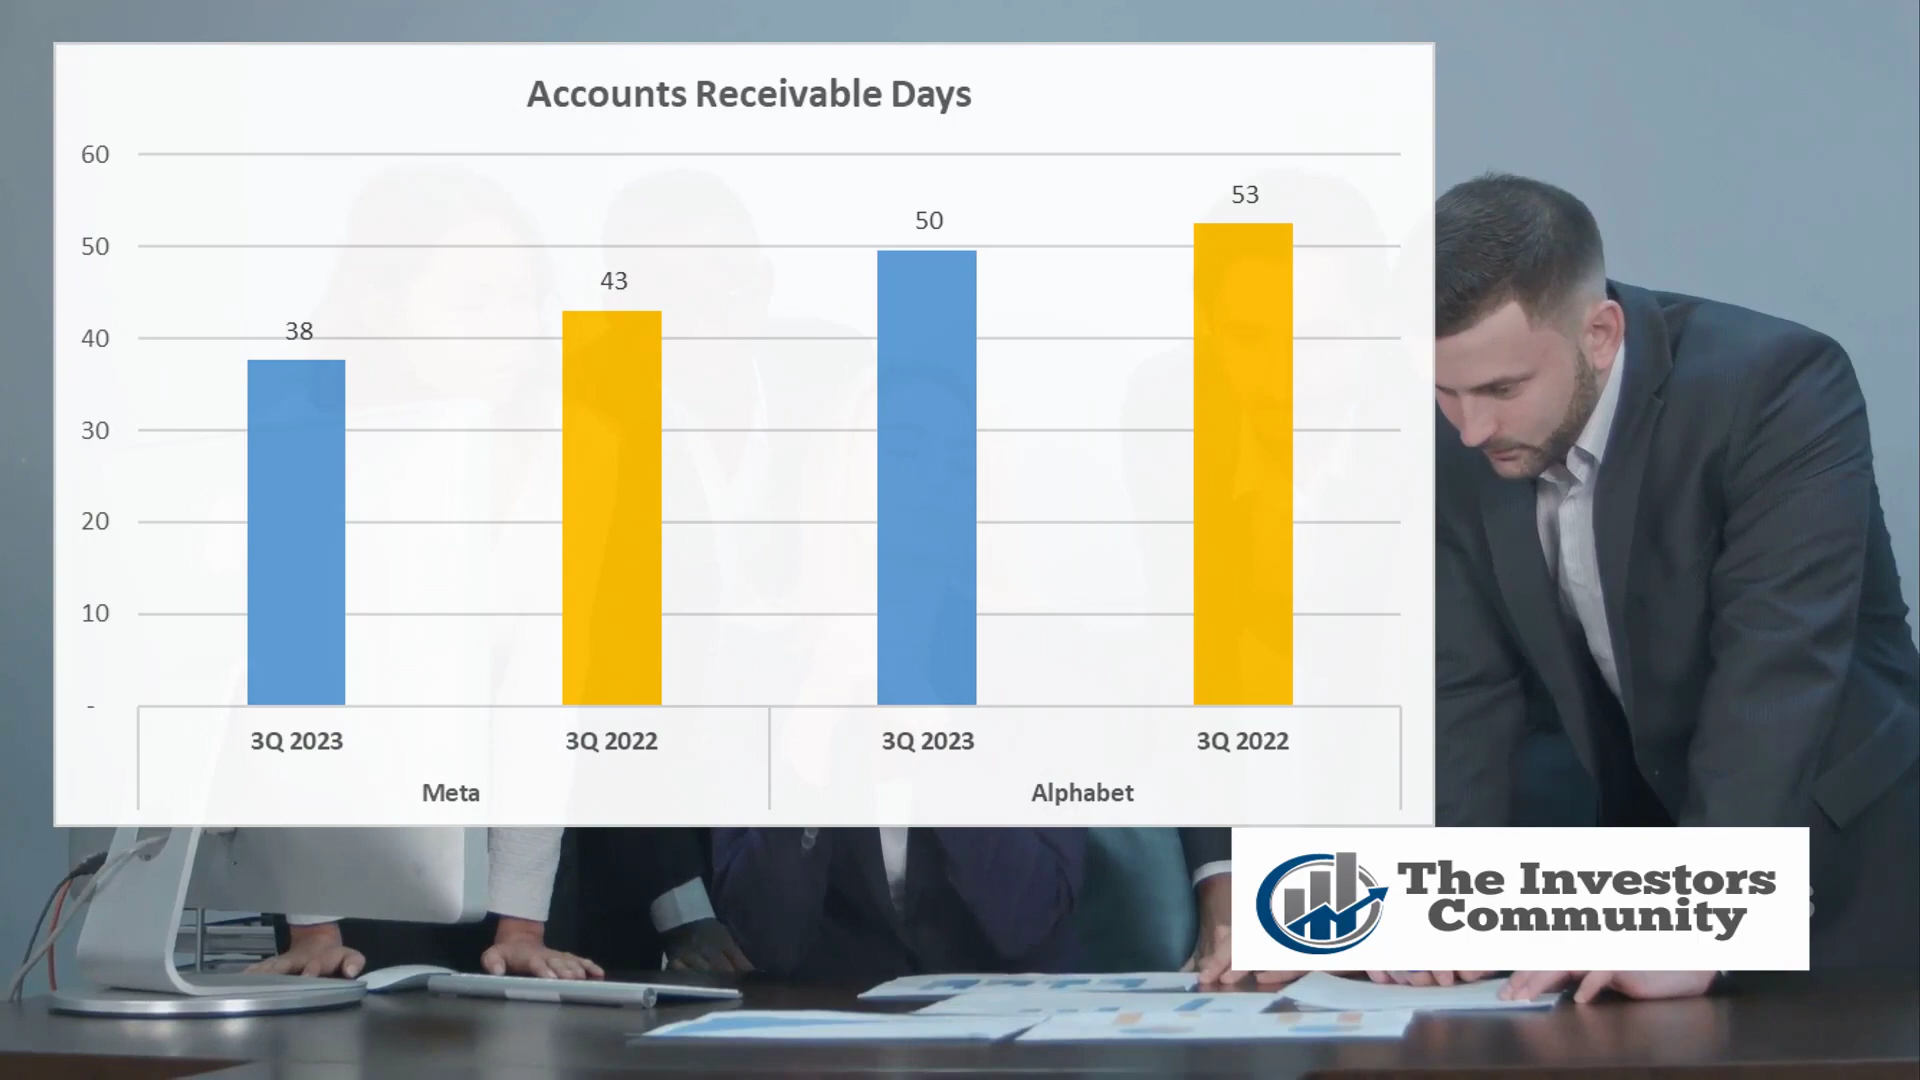 Accounts Receivable Days
60
50
40
30
20
10
-
38
43
50
53
3Q 2023
3Q 2022
3Q 2023
3Q 2022
Meta
Alphabet
The Investors
Community